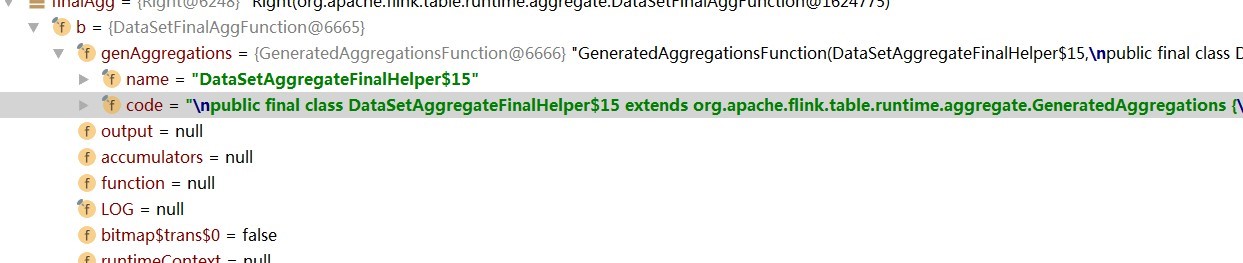 finalAgg = {Right@6248} "Right(org.apache.flink.table.runtime.aggregate.DataSetFinalAggFunction@1624775)
f b = {DataSetFinalAggFunction@6665}
f genAggregations = {GeneratedAggregationsFunction@6666} "GeneratedAggregationsFunction(DataSetAggregateFinalHelper$15,\npublic final class D
f name = "DataSetAggregateFinalHelper$15"
f code = "\npublic final class DataSetAggregateFinalHelper$15 extends org.apache.flink.table.runtime.aggregate.GeneratedAggregations {\
f output = null
f accumulators = null
f function = null
f LOG = null
f bitmap$trans$0 = false
f runtimeContext = null